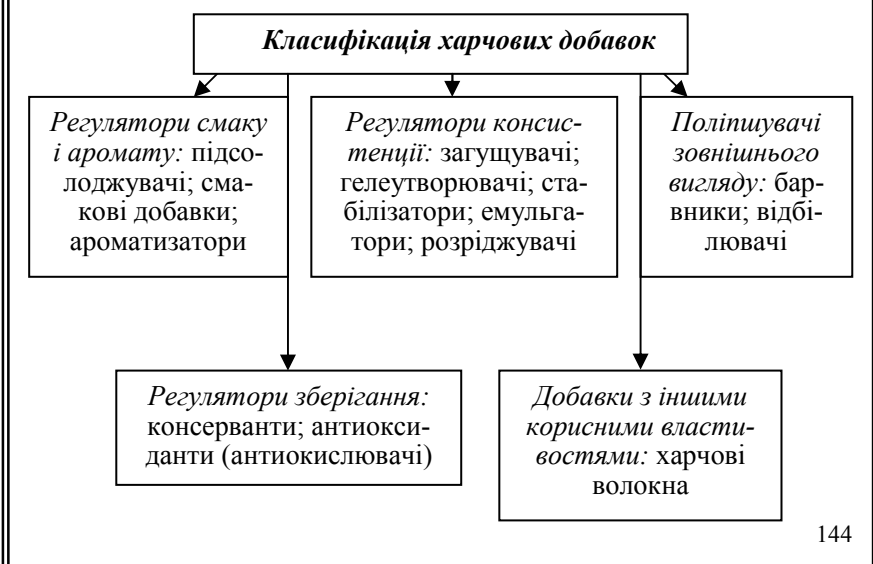 Класифікація харчових добавок
Регулятори смаку
і аромату: підсо-
лоджувачі; сма-
кові добавки;
ароматизатори
Регулятори консис-
тенції: загущувачі;
гелеутворювачі; ста-
білізатори; емульга-
тори; розріджувачі
Поліпшувачі
зовнішнього
вигляду: бар-
вники; відбі-
лювачі
Регулятори зберігання:
консерванти; антиокси-
данти (антиокислювачі)
Добавки з іншими
корисними власти-
востями: харчові
волокна
144